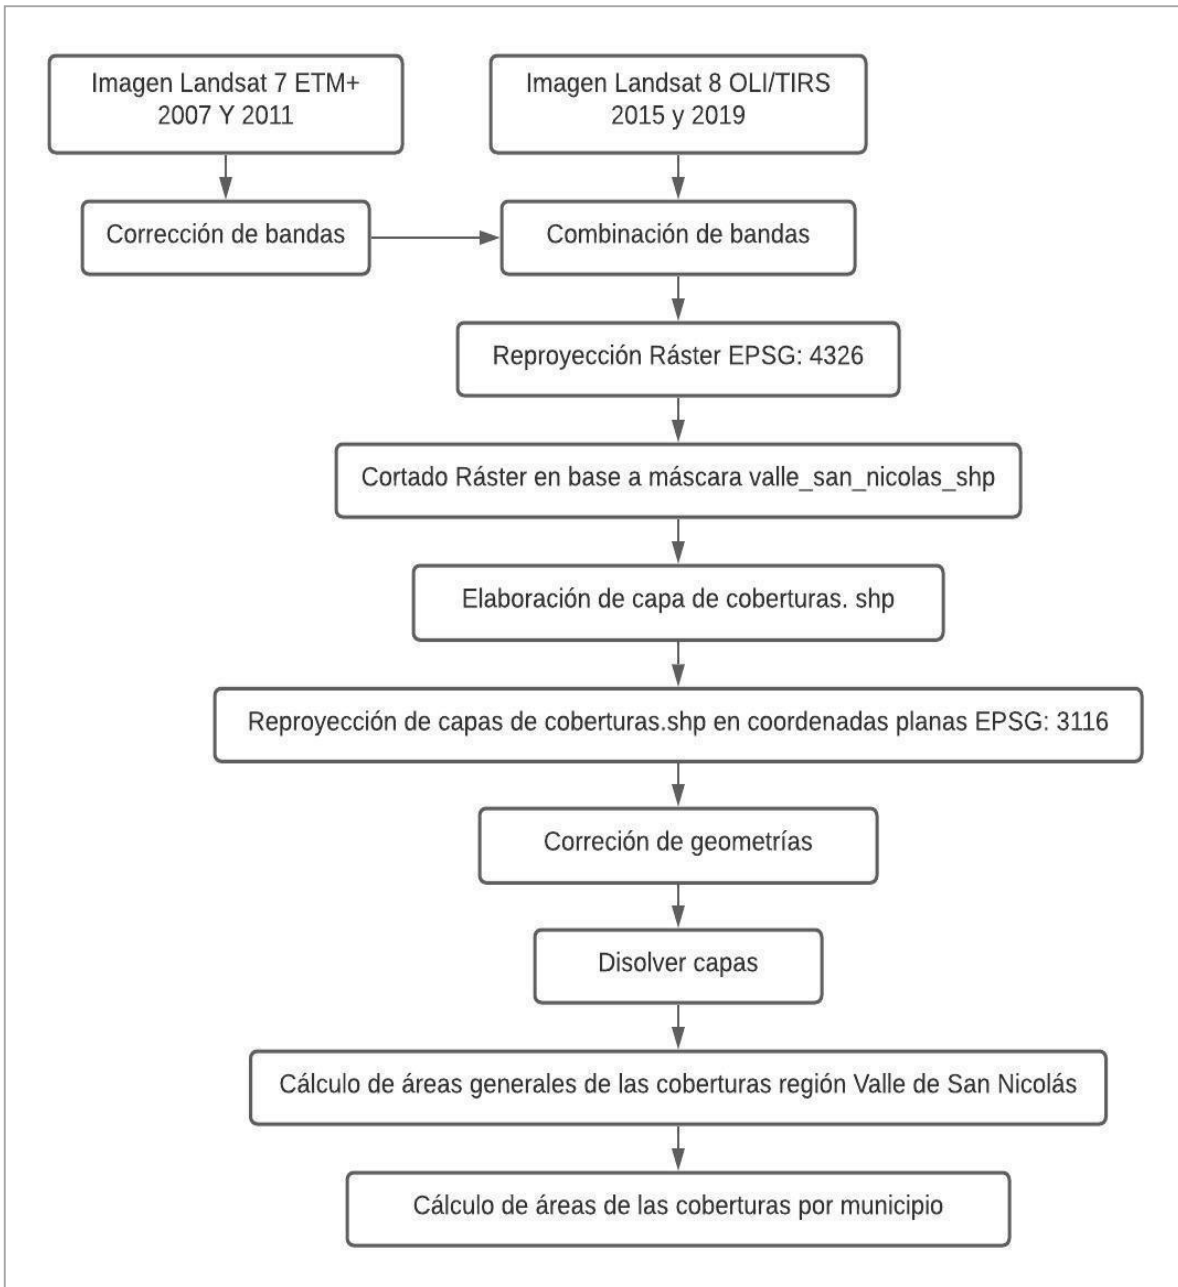 Imagen Landsat 7 ETM+
2007 Y 2011
Imagen Landsat 8 OLI/TIRS
2015 y 2019
Corrección de bandas
Combinación de bandas
Reproyección Ráster EPSG: 4326
Cortado Ráster en base a máscara valle_san_nicolas_shp
Elaboración de capa de coberturas. shp
Reproyección de capas de coberturas.shp en coordenadas planas EPSG: 3116
Correción de geometrías
Disolver capas
Cálculo de áreas generales de las coberturas región Valle de San Nicolás
Cálculo de áreas de las coberturas por municipio